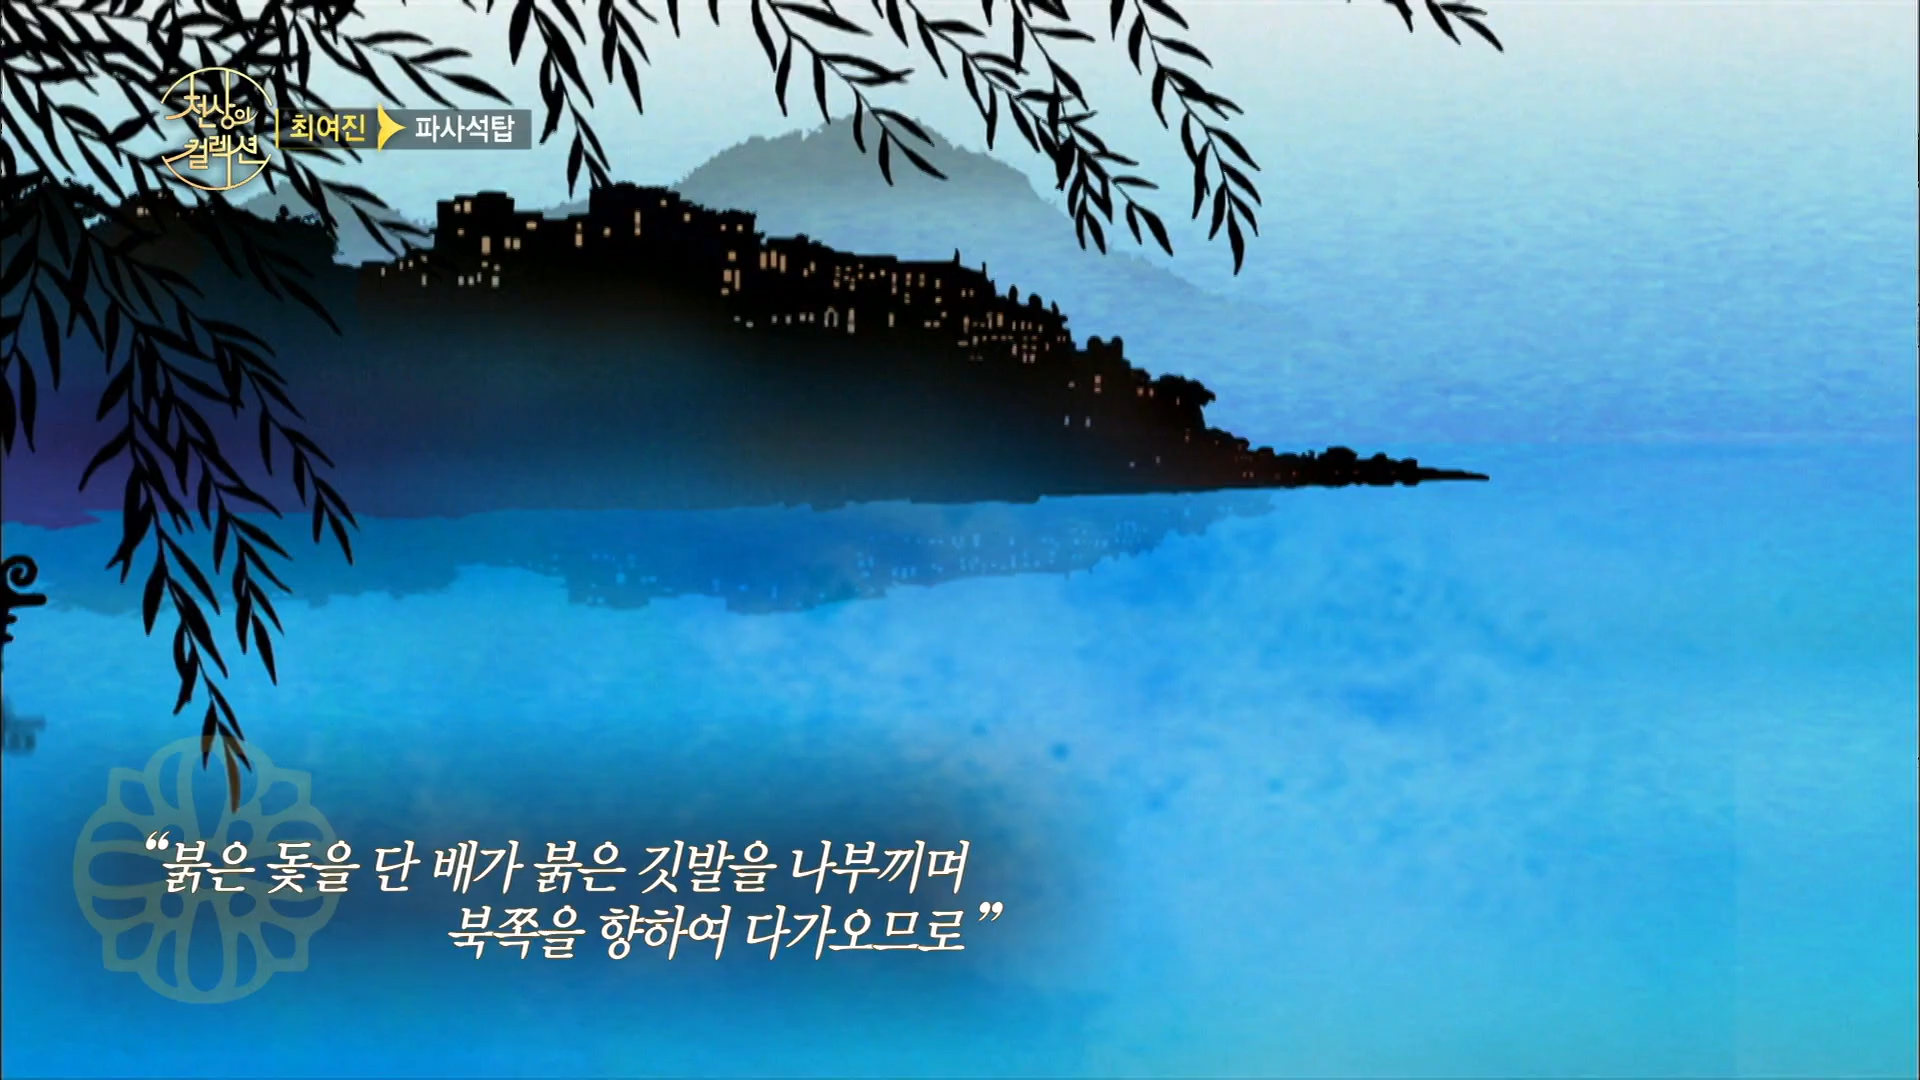 천상의
컬렉션
최여진 파사석탑
“붉은 돛을 단 배가 붉은 깃발을 나부끼며
북쪽을 향하여 다가오므로”